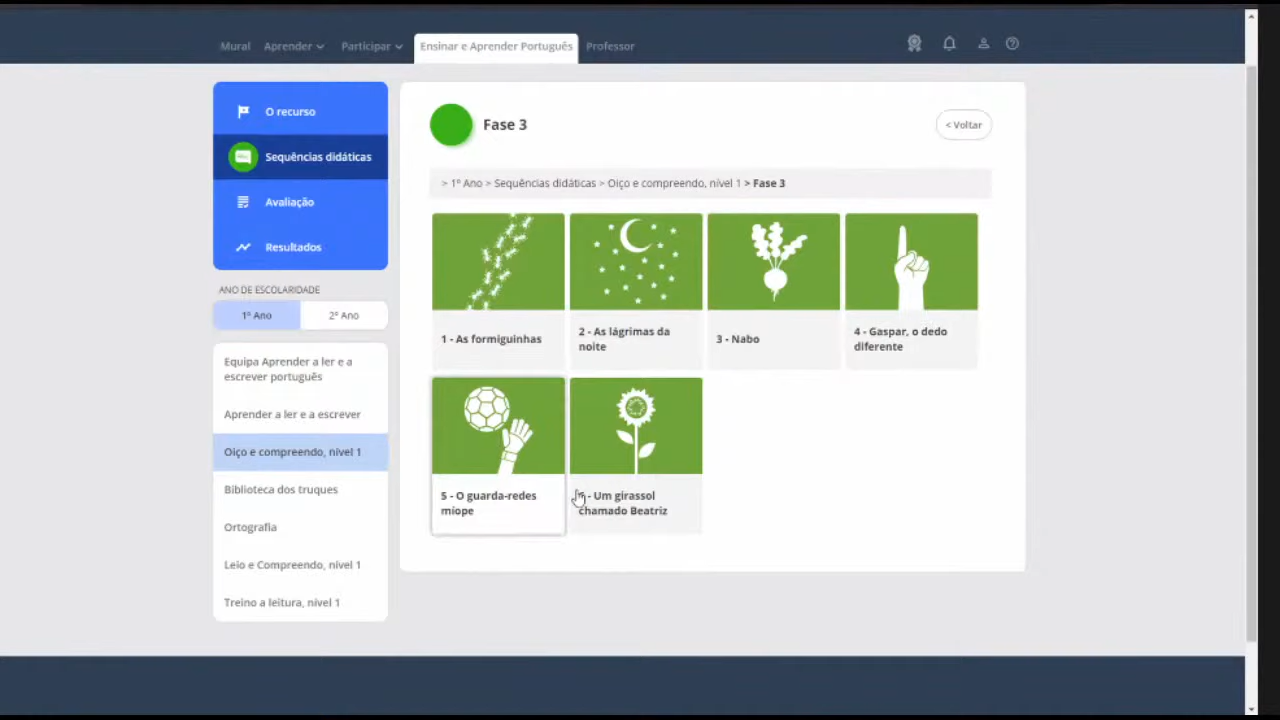 Mural Aprender Participar Ensinar e Aprender Português Professor
O recurso
Sequências didáticas
Avaliação
Resultados
ANO DE ESCOLARIDADE
1º Ano 2º Ano
Equipa Aprender a ler e a
escrever português
Aprender a ler e a escrever
Oiço e compreendo, nível 1
Biblioteca dos truques
Ortografia
Leio e Compreendo, nível 1
Treino a leitura, nível 1
Fase 3
< Voltar
> 1º Ano > Sequências didáticas > Oiço e compreendo, nível 1 > Fase 3
1 - As formiguinhas
2 - As lágrimas da
noite
3 - Nabo
4 - Gaspar, o dedo
diferente
5 - O guarda-redes
míope
- Um girassol
chamado Beatriz